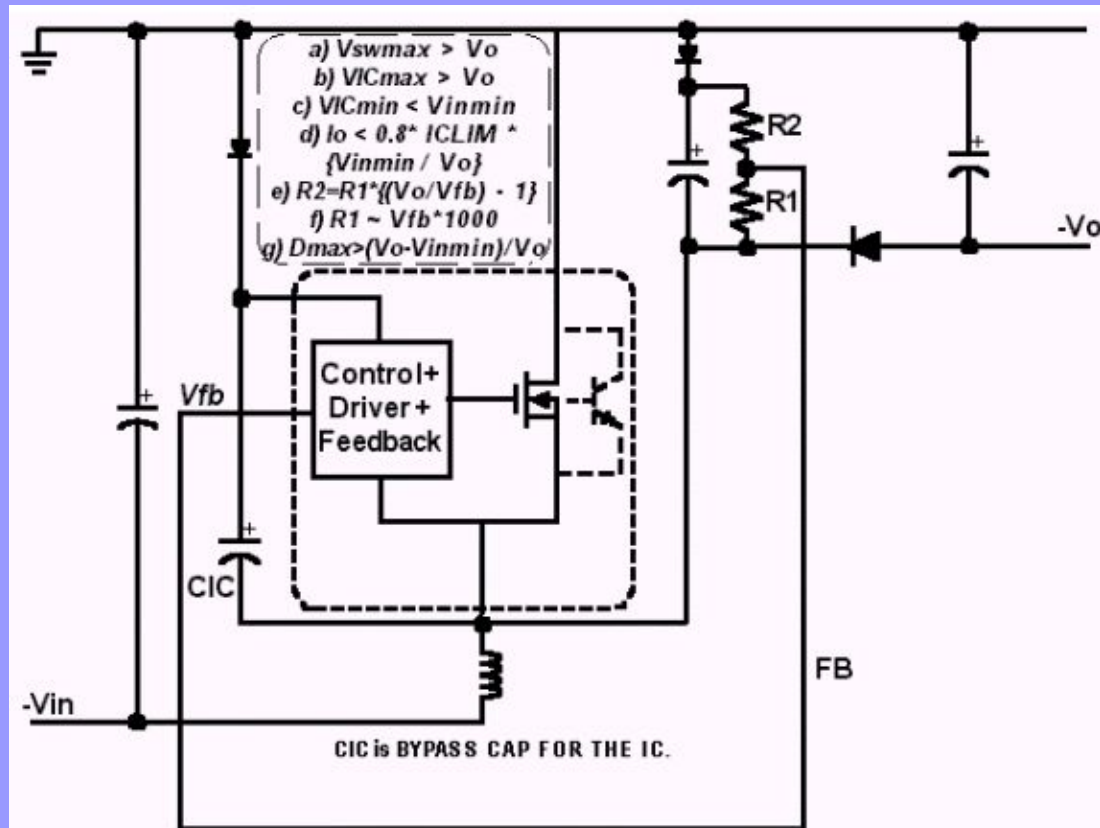 a) Vswmax > Vo
b) VICmax > Vo
c) VICmin < Vinmin
d) Io < 0.8* ICLIM *
{Vinmin / Vo}
e) R2=R1*{(Vo/Vfb) - 1}
f) R1 ~ Vfb*1000
g) Dmax>(Vo-Vinmin)/Vo
+
+
+
R2
R1
-Vo
Vfb
Control+
Driver+
Feedback
+
CIC
FB
-Vin
CIC is BYPASS CAP FOR THE IC.